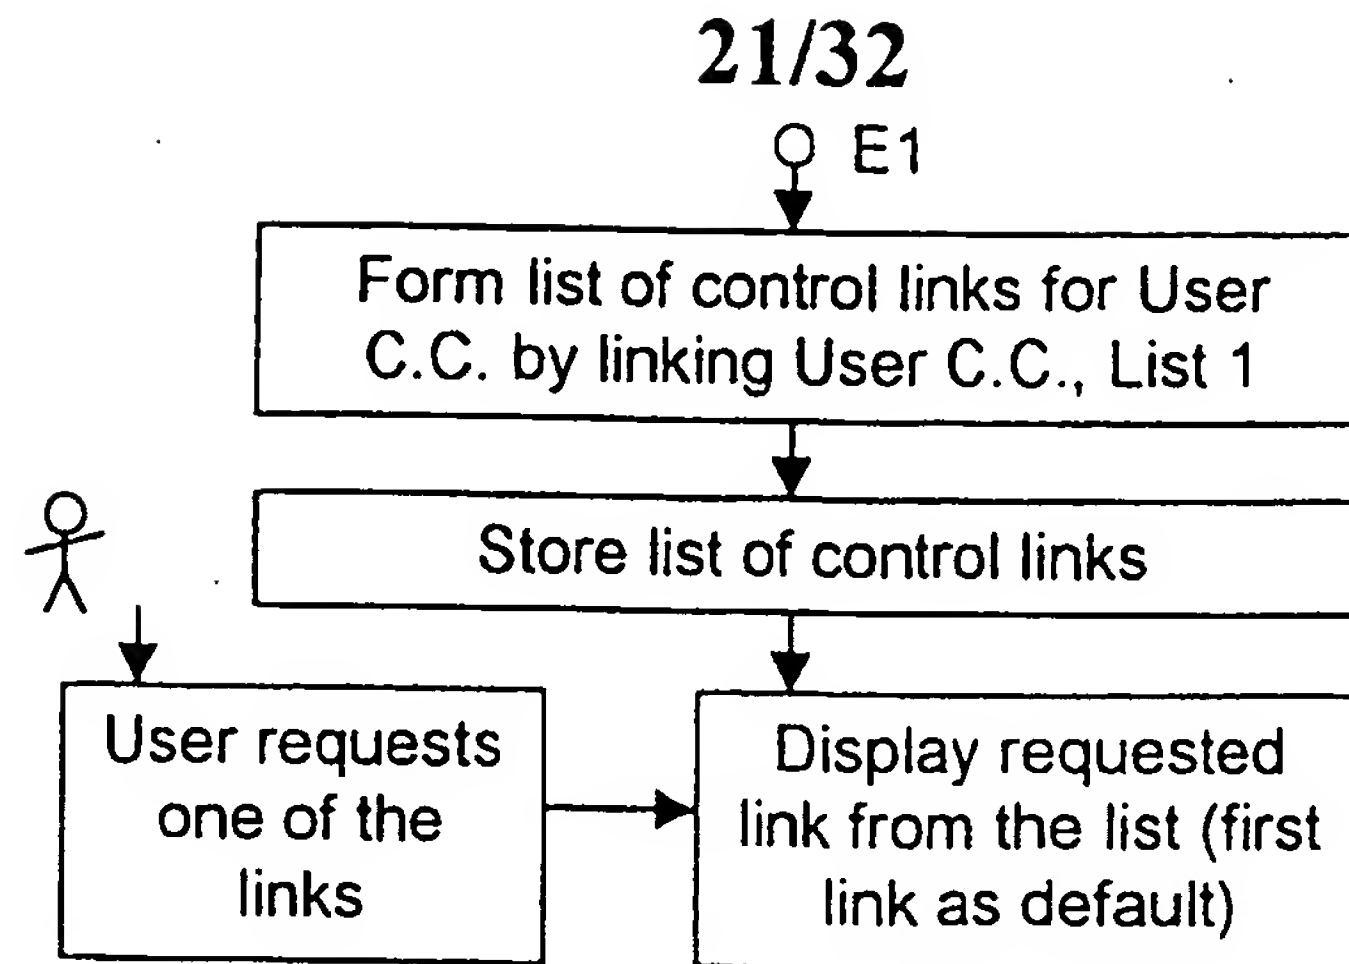 21/32
E1
Form list of control links for User
C.C. by linking User C.C., List 1
Store list of control links
User requests
one of the
links
Display requested
link from the list (first
link as default)